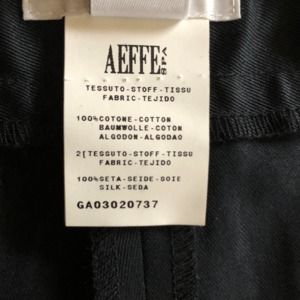 AEFFE SPA
TESSUTO-STOFF-TISSU
FABRIC-TEJIDO
100%COTONE-COTTON
BAUMWOLLE-COTON
ALGODON-ALGODAO
2[TESSUTO-STOFF-TISSU
FABRIC-TEJIDO
100%SETA-SEIDE-SOIE
SILK-SEDA
GA03020737